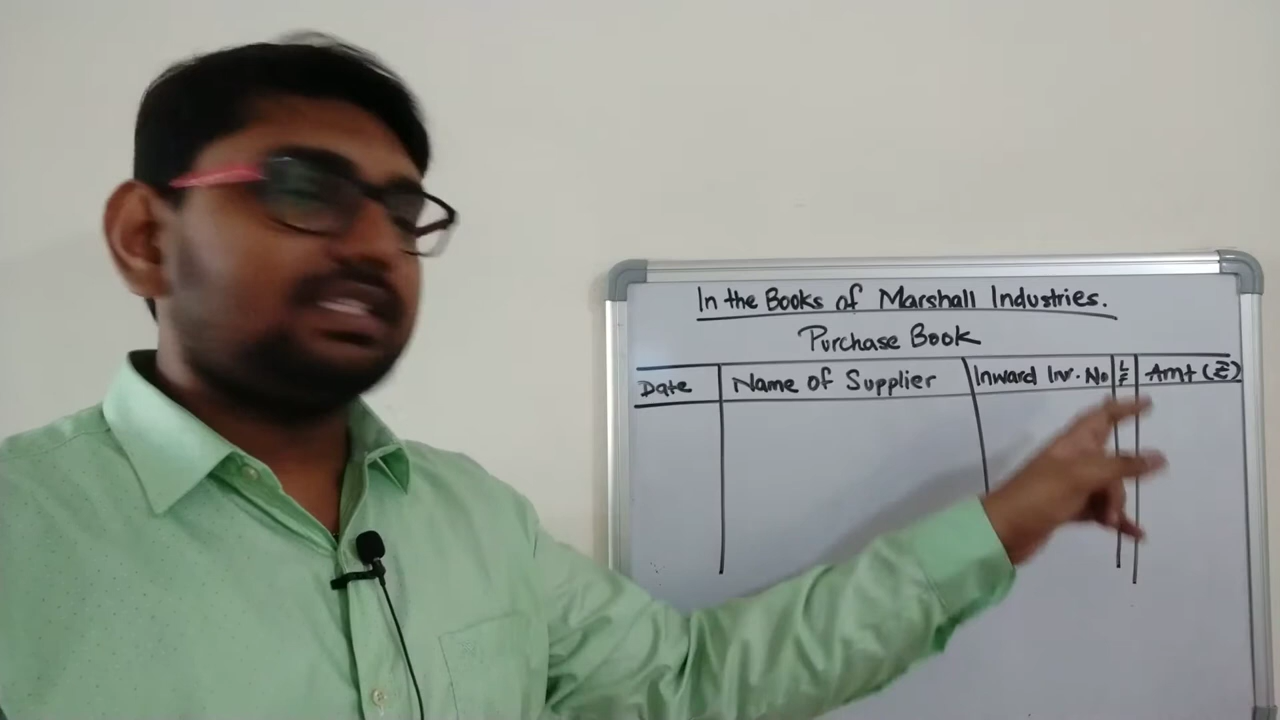 In the Books of Marshall Industries.
Purchase Book
Date Name of Supplier Inward Inv. No L F Amt (₹)